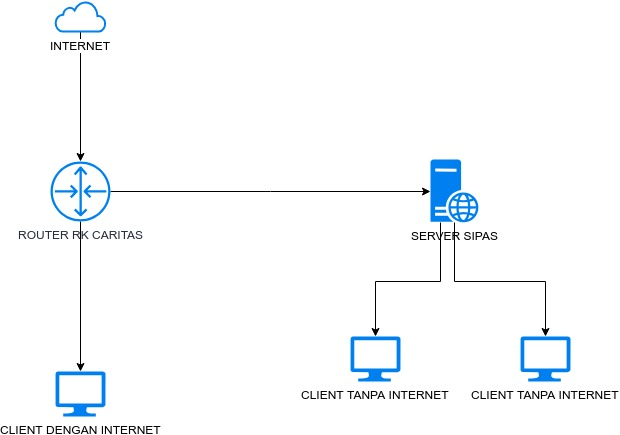 INTERNET
ROUTER RK CARITAS
SERVER SIPAS
CLIENT TANPA INTERNET
CLIENT TANPA INTERNET
CLIENT DENGAN INTERNET